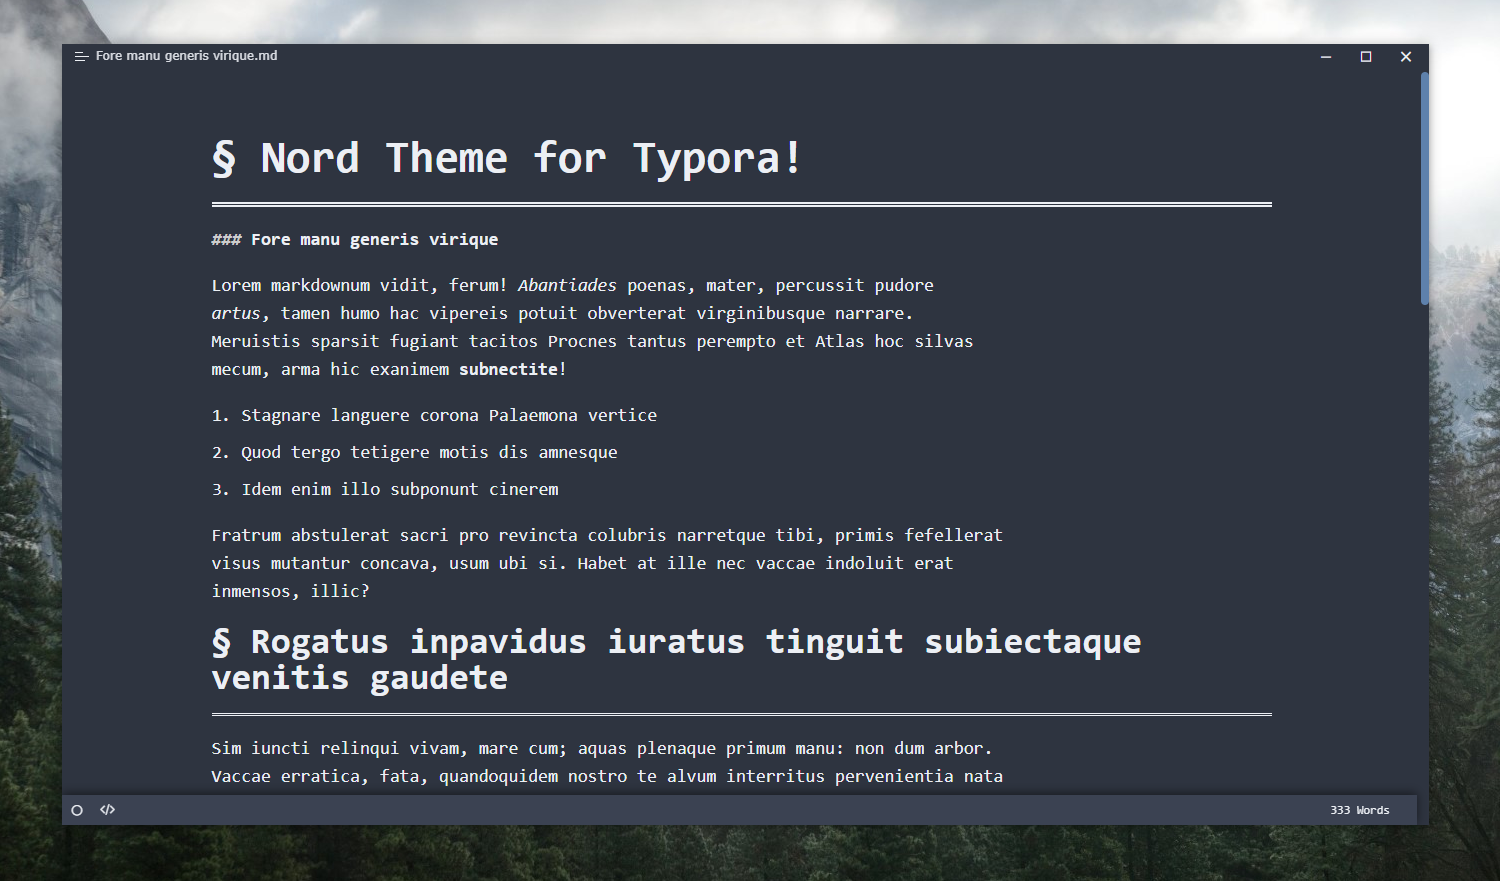 Fore manu generis virique.md
§ Nord Theme for Typora!
### Fore manu generis virique
Lorem markdownum vidit, ferum! Abantiades poenas, mater, percussit pudore
artus, tamen humo hac vipereis potuit obverterat virginibusque narrare.
Meruistis sparsit fugiant tacitos Procnes tantus perempto et Atlas hoc silvas
mecum, arma hic exanimem subnectite!
1. Stagnare languere corona Palaemona vertice
2. Quod tergo tetigere motis dis amnesque
3. Idem enim illo subponunt cinerem
Fratrum abstulerat sacri pro revincta colubris narretque tibi, primis fefellerat
visus mutantur concava, usum ubi si. Habet at ille nec vaccae indoluit erat
inmensos, illic?
§ Rogatus inpavidus iuratus tinguit subiectaque
venitis gaudete
Sim iuncti relinqui vivam, mare cum; aquas plenaque primum manu: non dum arbor.
Vaccae erratica, fata, quandoquidem nostro te alvum interritus pervenientia nata
333 Words